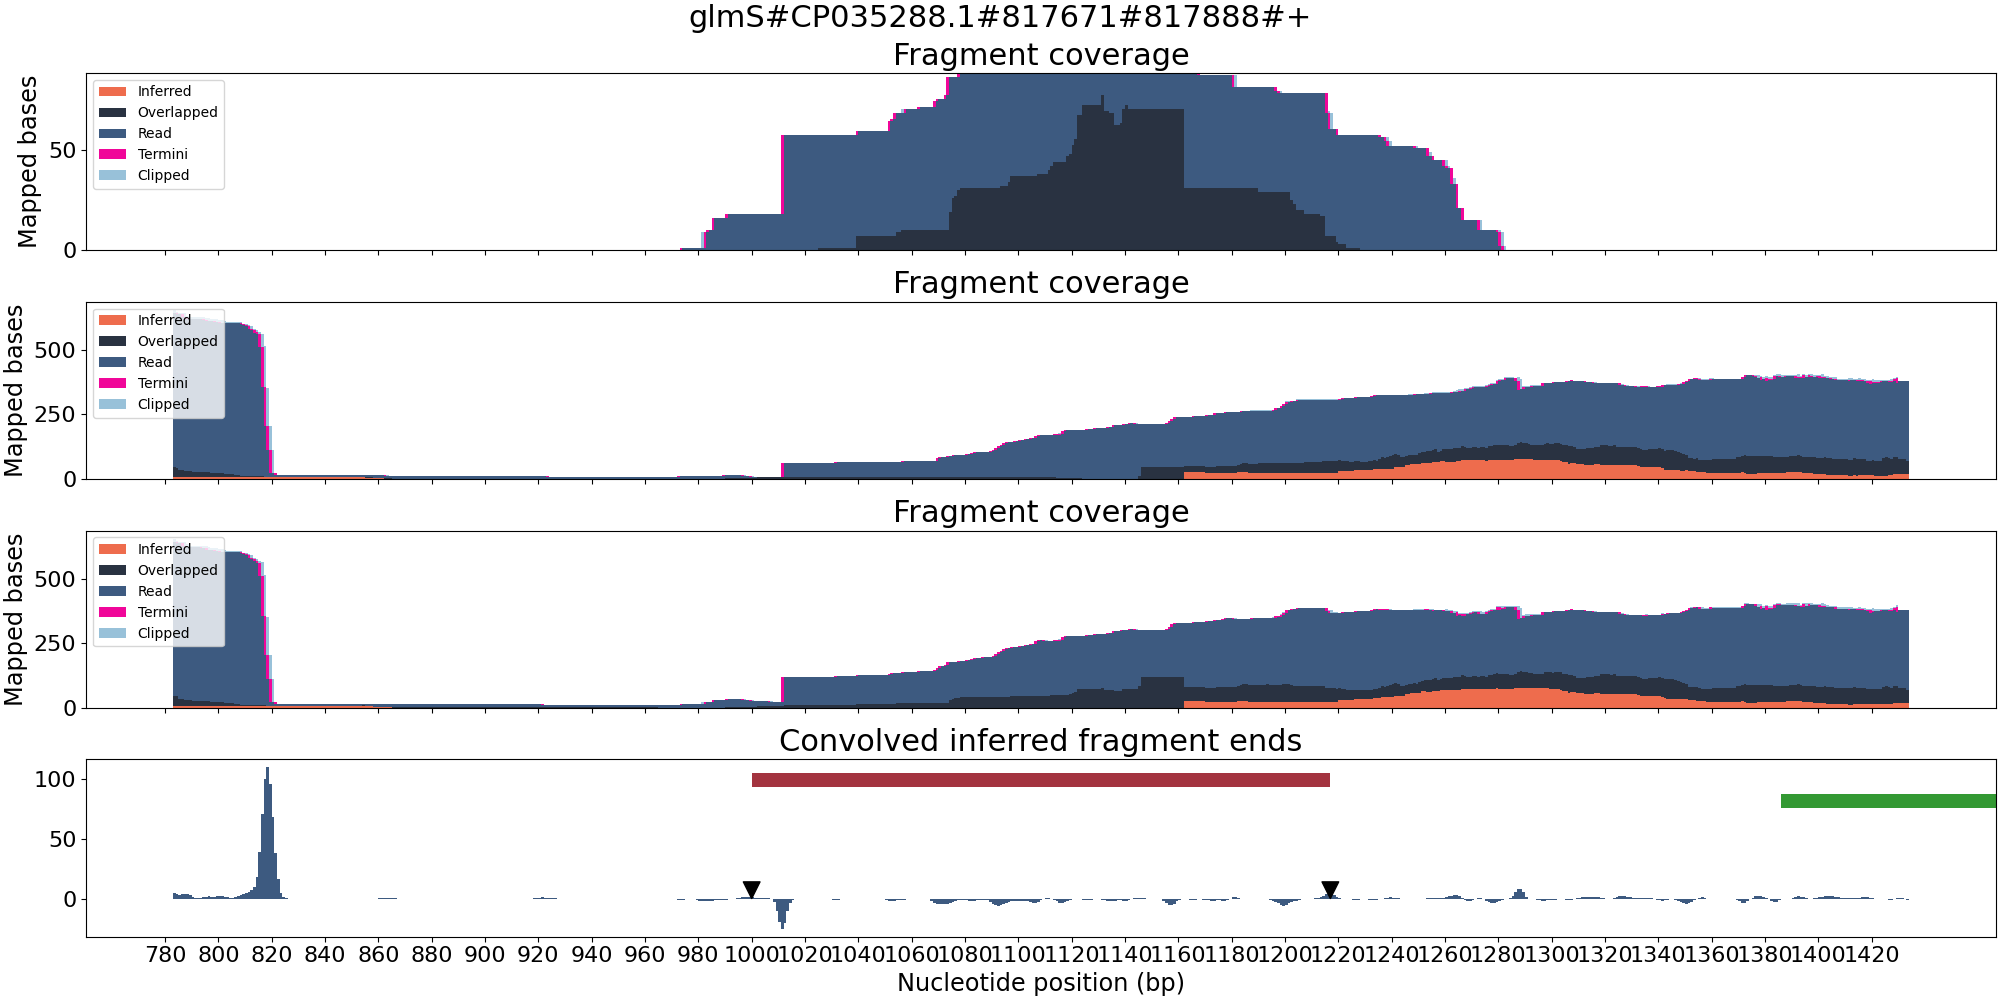 glmS#CP035288.1#817671#817888#+
Fragment coverage
Mapped bases
50
0
Inferred
Overlapped
Read
Termini
Clipped
Fragment coverage
Mapped bases
500
250
0
Inferred
Overlapped
Read
Termini
Clipped
Fragment coverage
Mapped bases
500
250
0
Inferred
Overlapped
Read
Termini
Clipped
Convolved inferred fragment ends
100
50
0
780 800 820 840 860 880 900 920 940 960 980 1000 1020 1040 1060 1080 1100 1120 1140 1160 1180 1200 1220 1240 1260 1280 1300 1320 1340 1360 1380 1400 1420
Nucleotide position (bp)